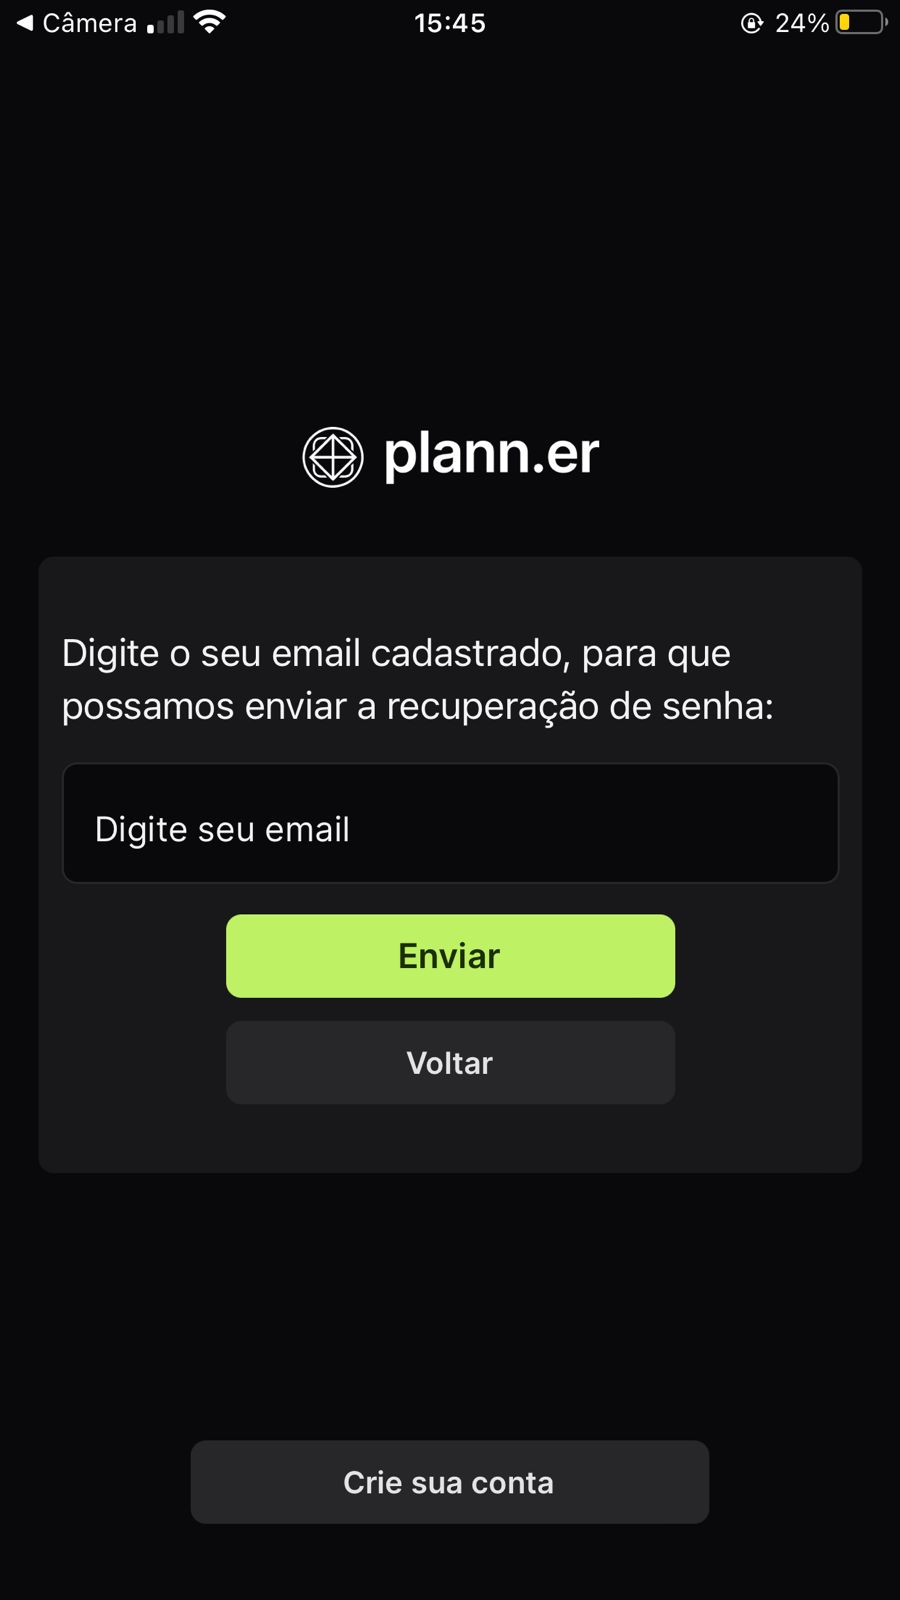 Câmera
15:45
24%
plann.er
Digite o seu email cadastrado, para que
possamos enviar a recuperação de senha:
Digite seu email
Enviar
Voltar
Crie sua conta